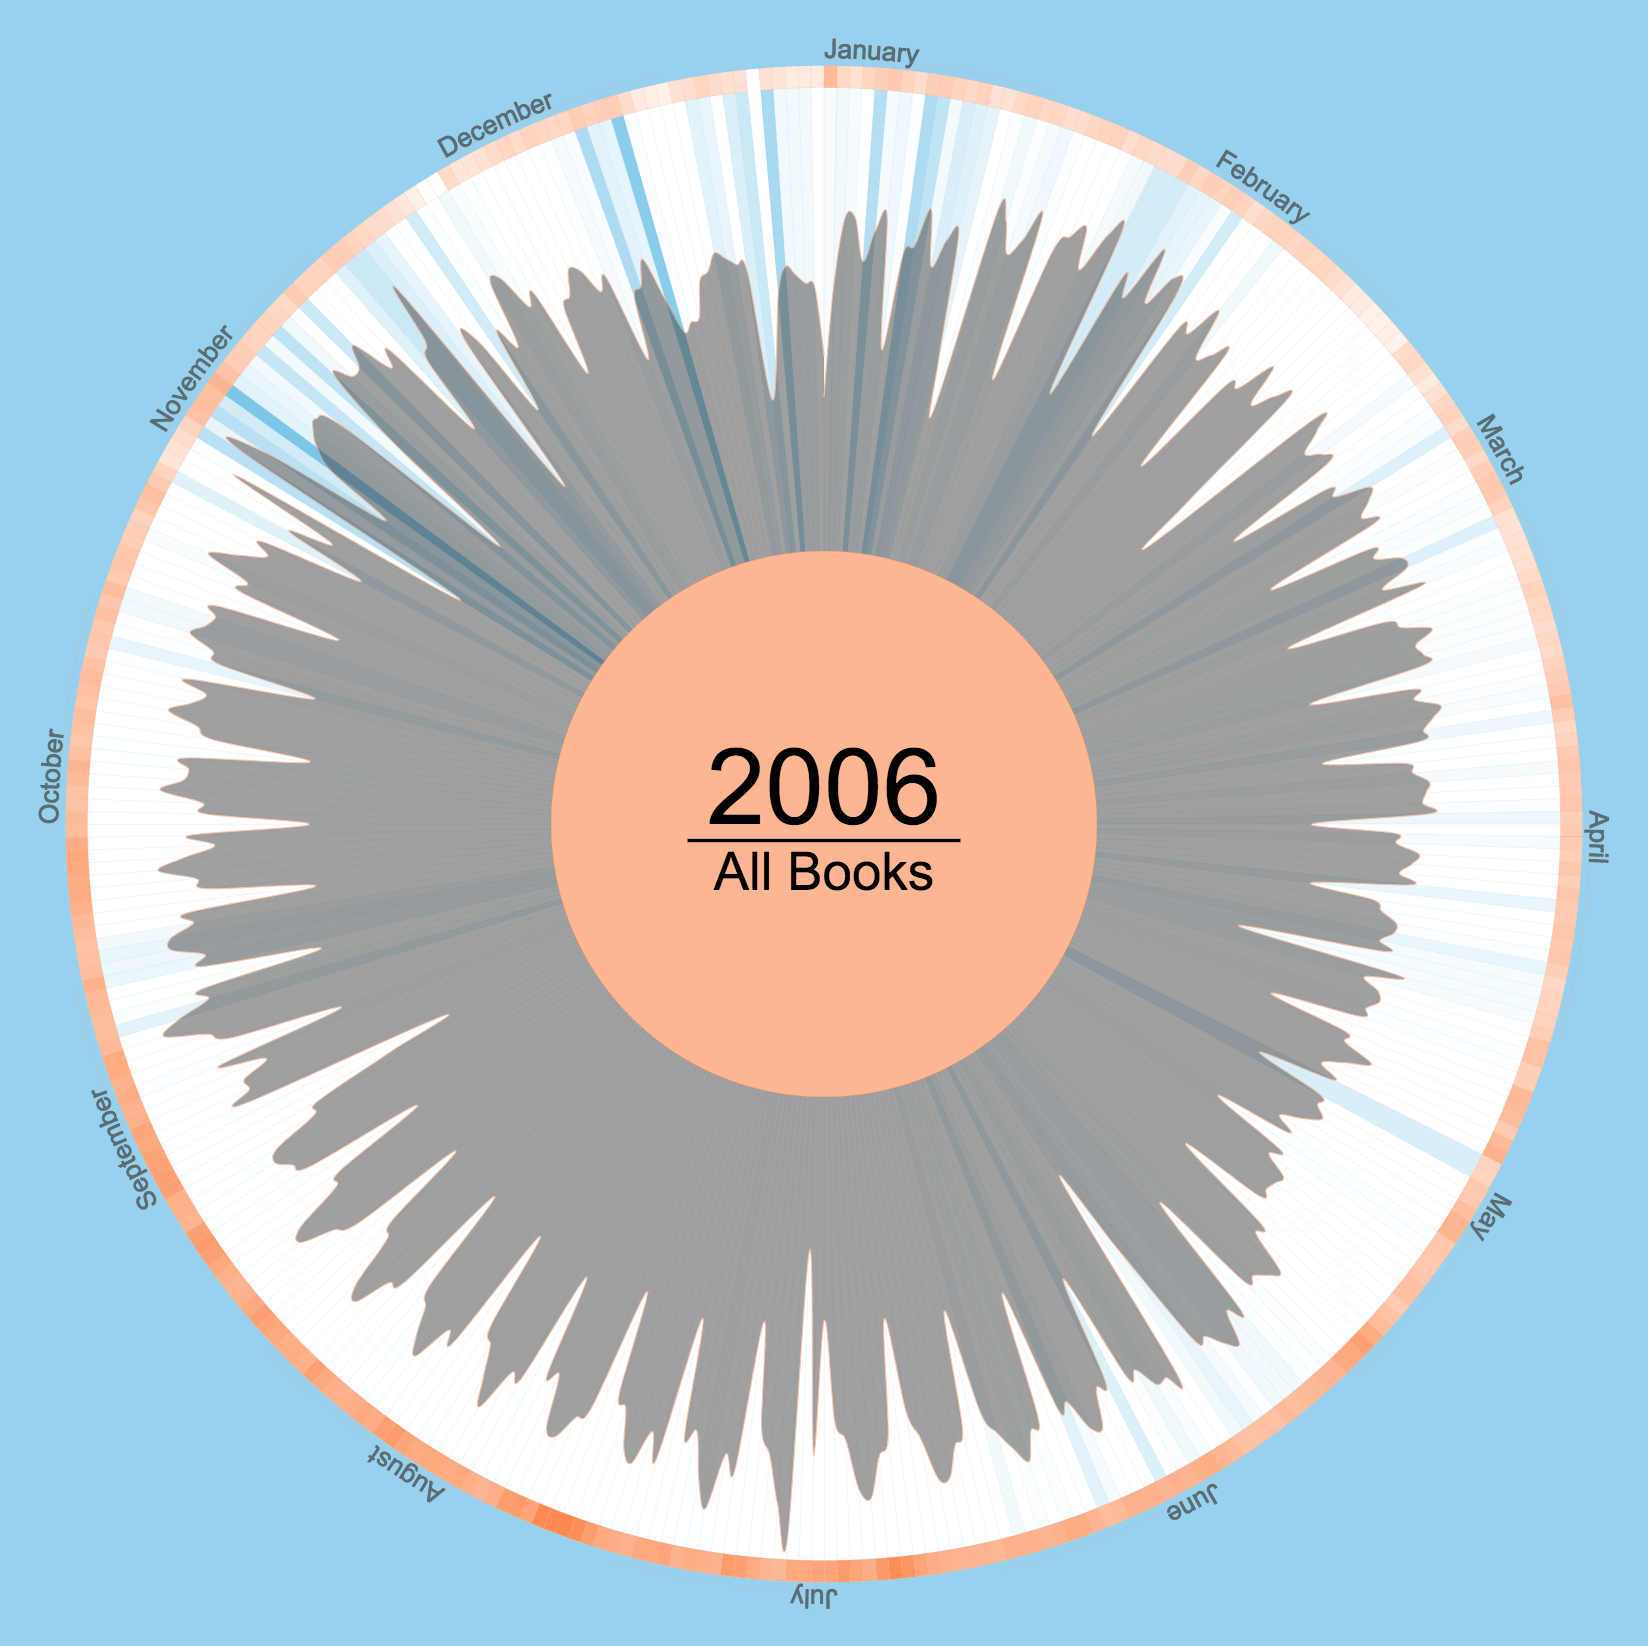 2006
All Books
January
February
March
April
May
June
July
August
September
October
November
December